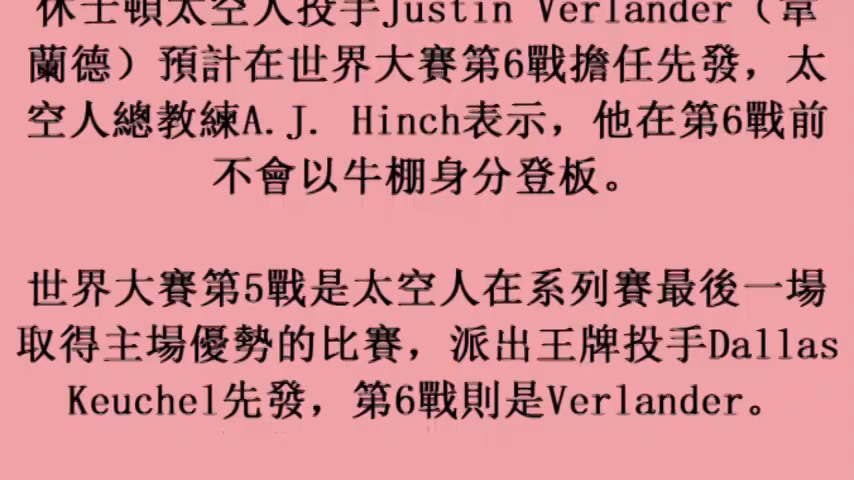 休士頓太空人投手Justin Verlander（韋
蘭德）預計在世界大賽第6戰擔任先發，太
空人總教練A.J. Hinch表示，他在第6戰前
不會以牛棚身分登板。
世界大賽第5戰是太空人在系列賽最後一場
取得主場優勢的比賽，派出王牌投手Dallas
Keuchel先發，第6戰則是Verlander。